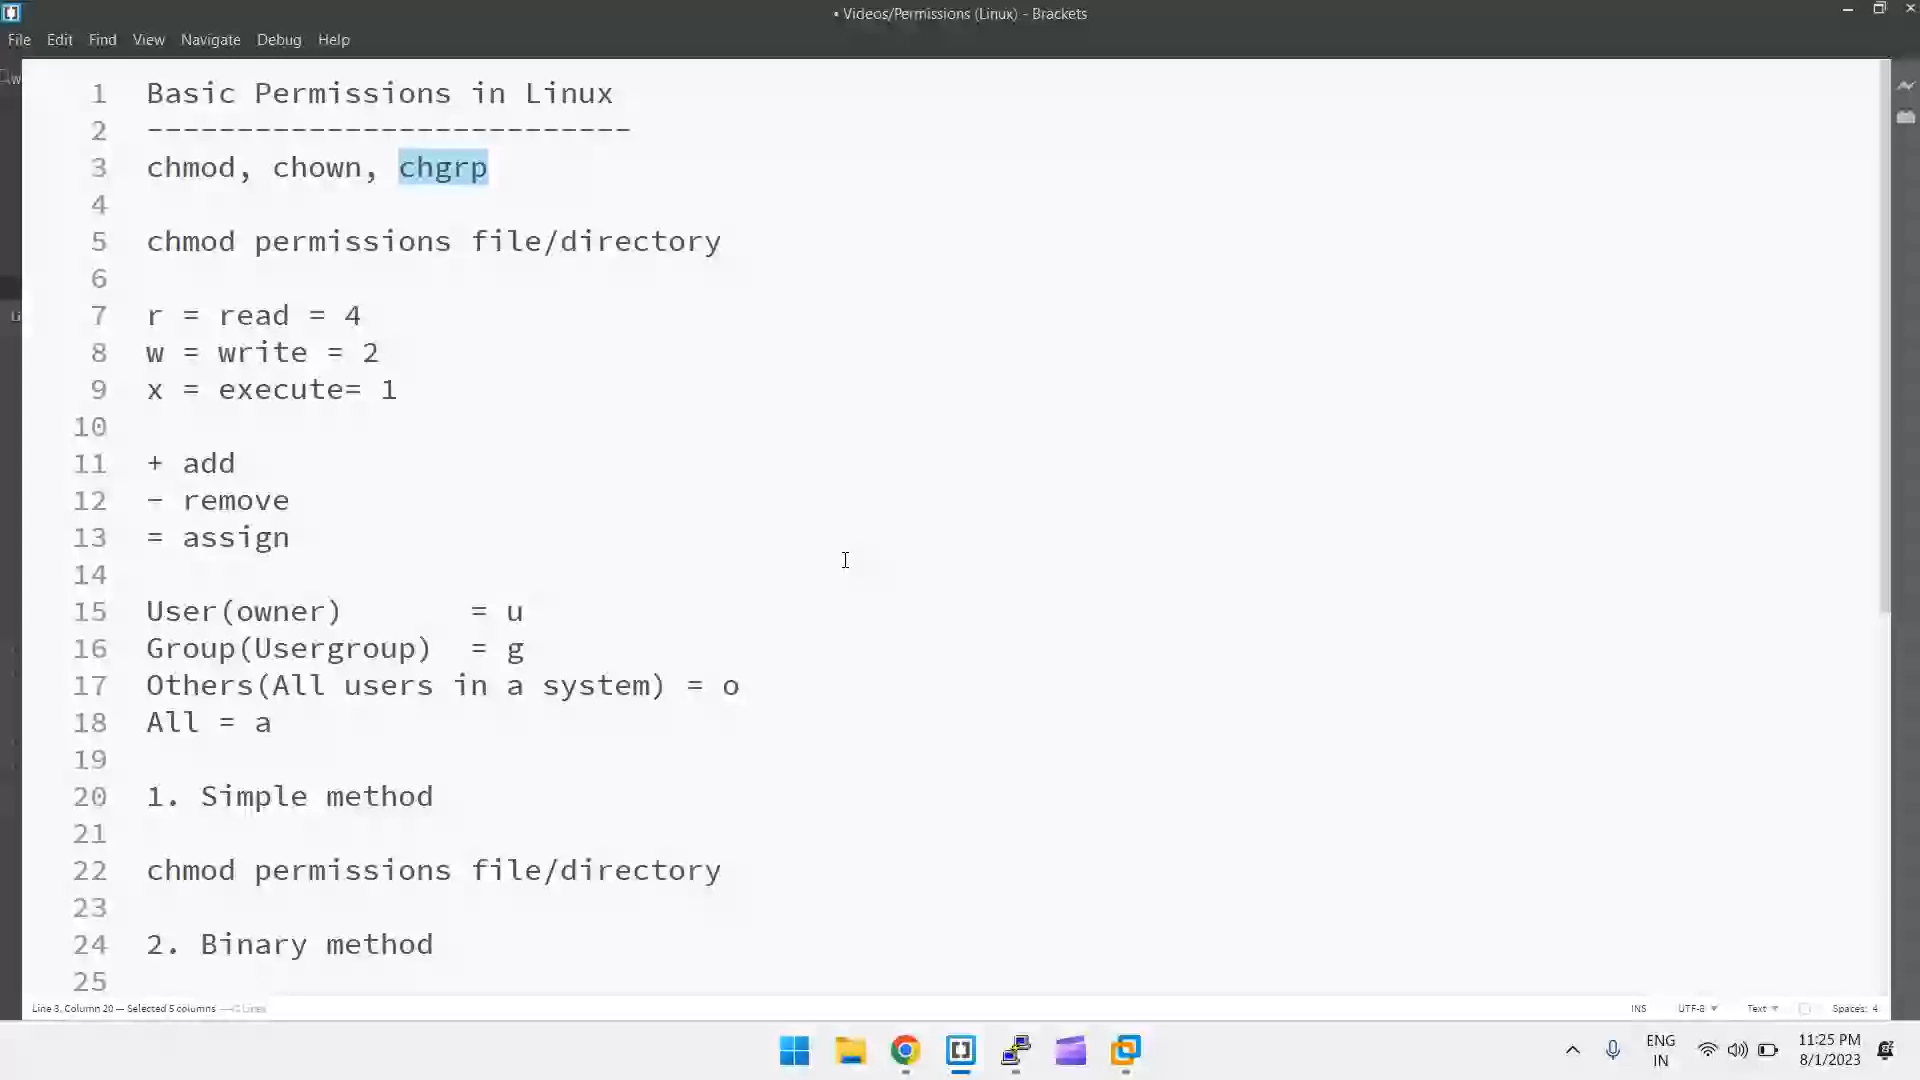 • Videos/Permissions (Linux) - Brackets
File Edit Find View Navigate Debug Help
1 Basic Permissions in Linux
2 ---------------------------
3 chmod, chown, chgrp
4
5 chmod permissions file/directory
6
7 r = read = 4
8 w = write = 2
9 x = execute= 1
10
11 + add
12 - remove
13 = assign
14
15 User(owner) = u
16 Group(Usergroup) = g
17 Others(All users in a system) = o
18 All = a
19
20 1. Simple method
21
22 chmod permissions file/directory
23
24 2. Binary method
25
Line 3, Column 20 — Selected 5 columns
INS UTF-8 Text Spaces: 4
ENG
IN
11:25 PM
8/1/2023